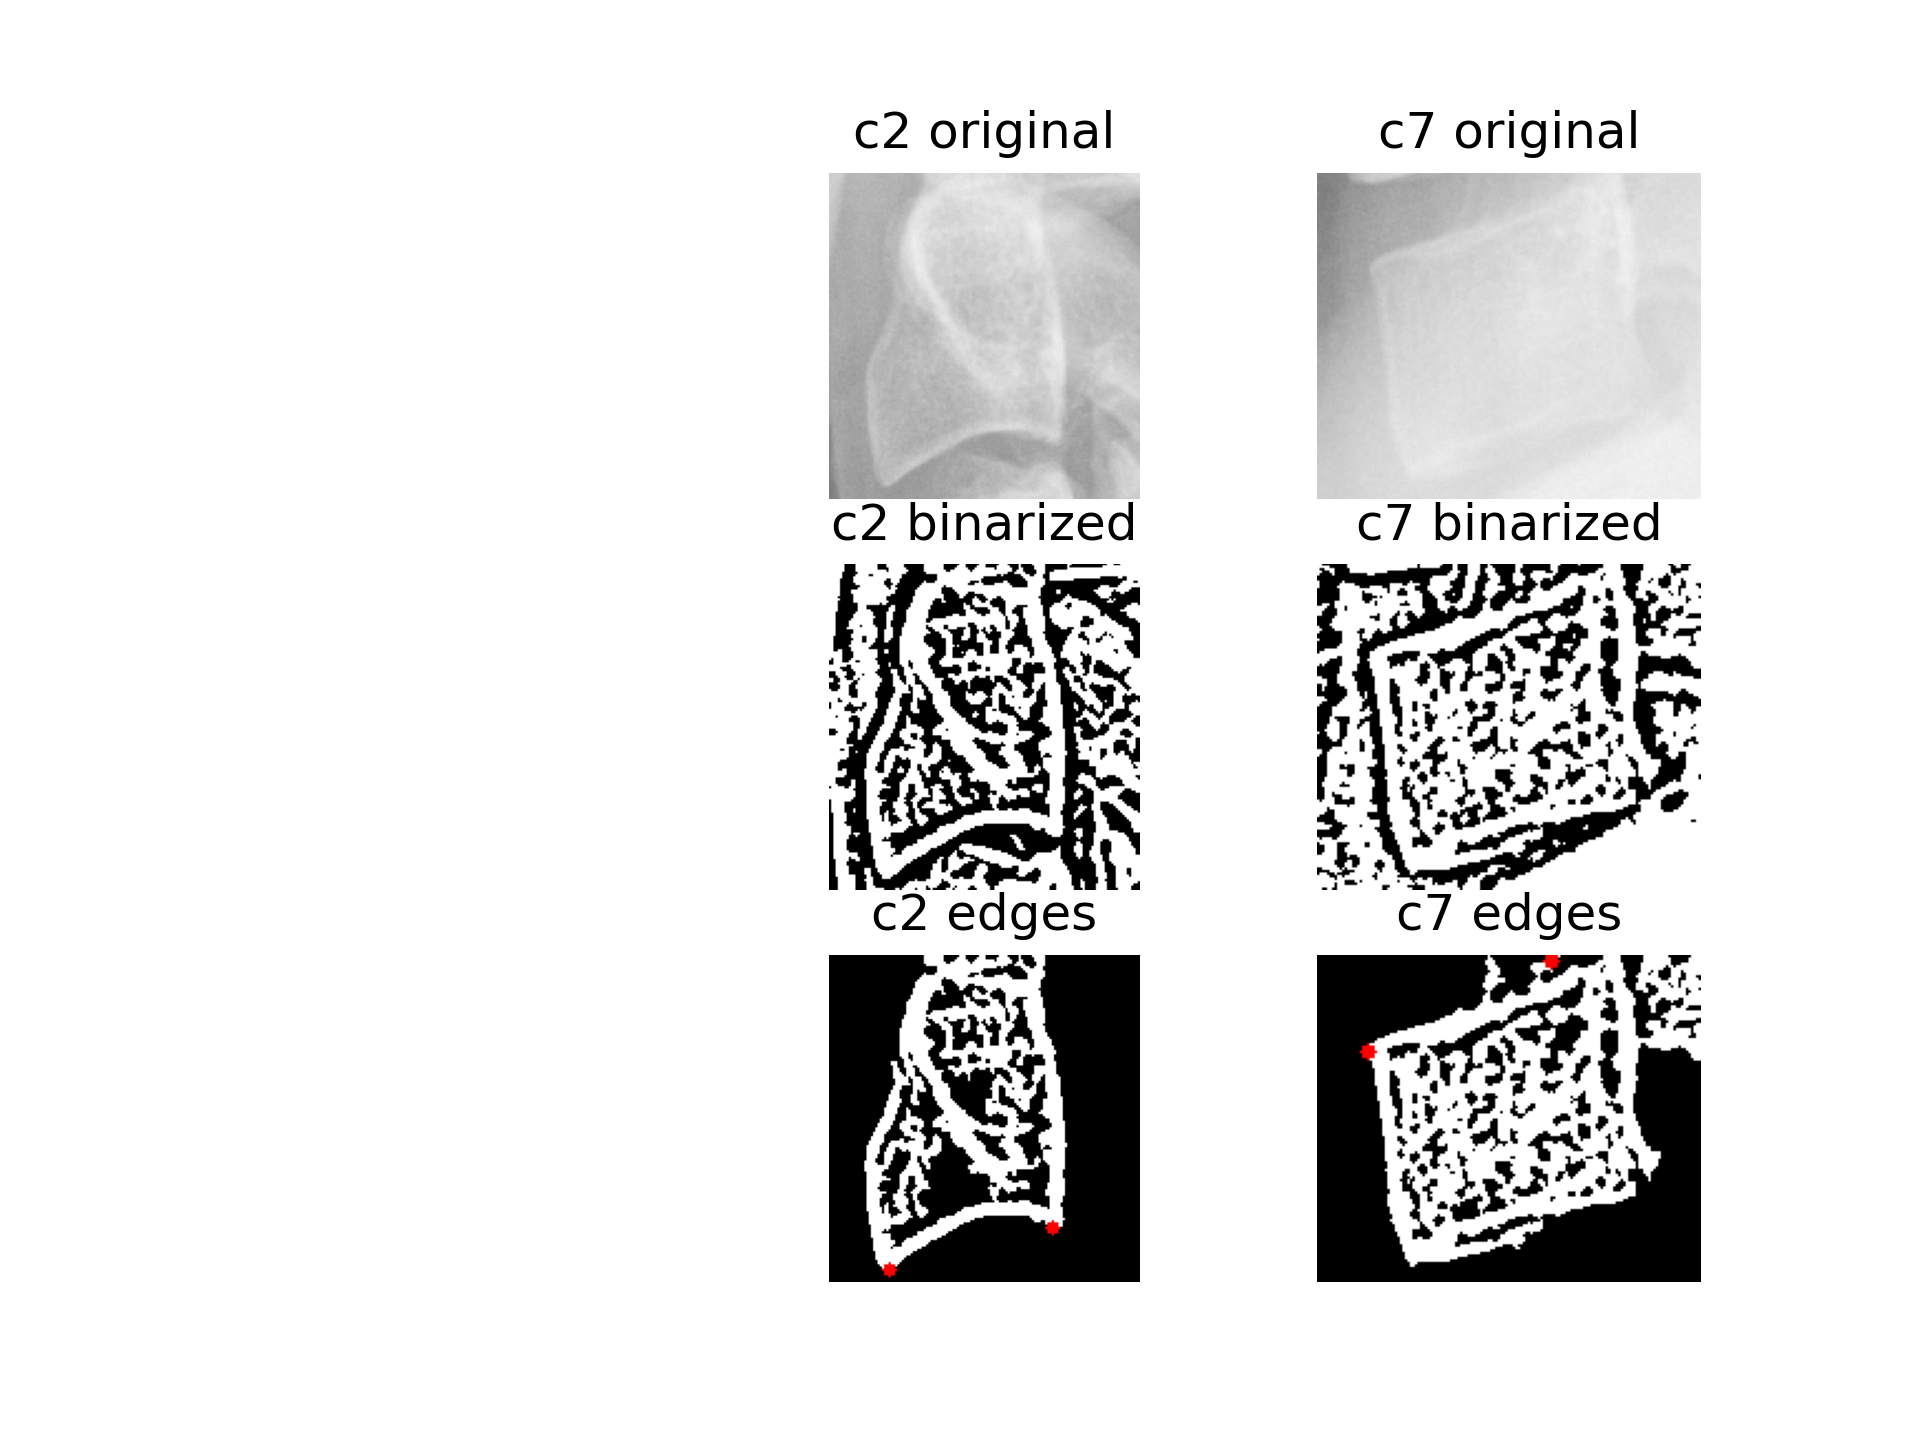 c2 original
c7 original
c2 binarized
c7 binarized
c2 edges
c7 edges